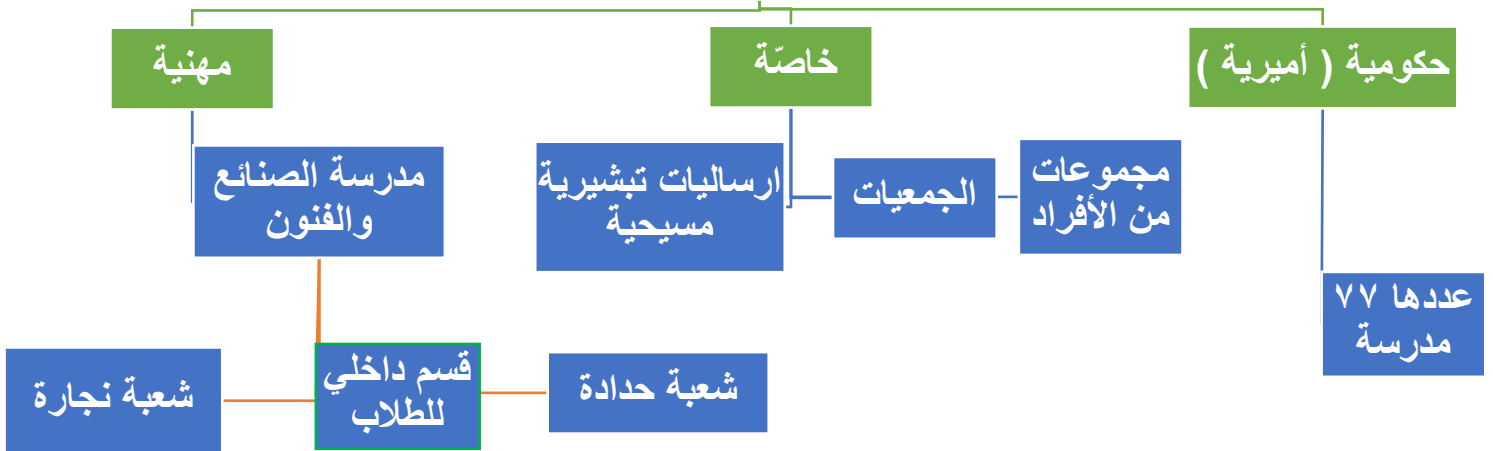 حكومية ( أميرية )
خاصّة
مهنية
مجموعات
من الأفراد
الجمعيات
ارساليات تبشيرية
مسيحية
مدرسة الصنائع
والفنون
عددها ٧٧
مدرسة
شعبة حدادة
قسم داخلي
للطلاب
شعبة نجارة